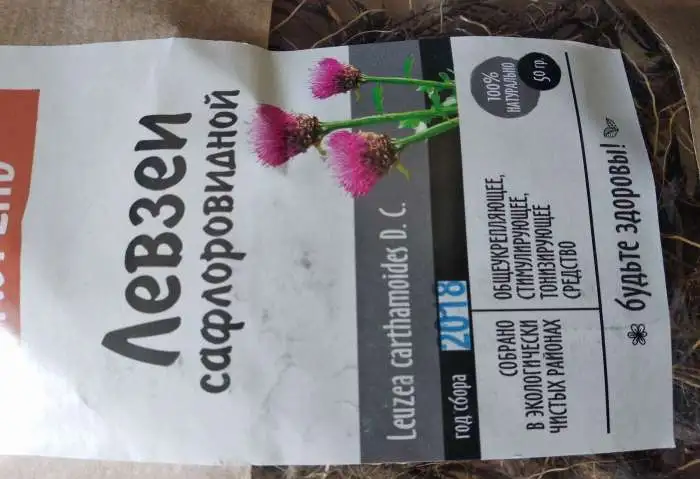 Левзеи
сафлоровидной
Leuzea carthamoides D. C.
год сбора 2018
100%
НАТУРАЛЬНО
50 гр.
СОБРАНО
В ЭКОЛОГИЧЕСКИ
ЧИСТЫХ РАЙОНАХ
ОБЩЕУКРЕПЛЯЮЩЕЕ,
СТИМУЛИРУЮЩЕЕ,
ТОНИЗИРУЮЩЕЕ
СРЕДСТВО
будьте здоровы!